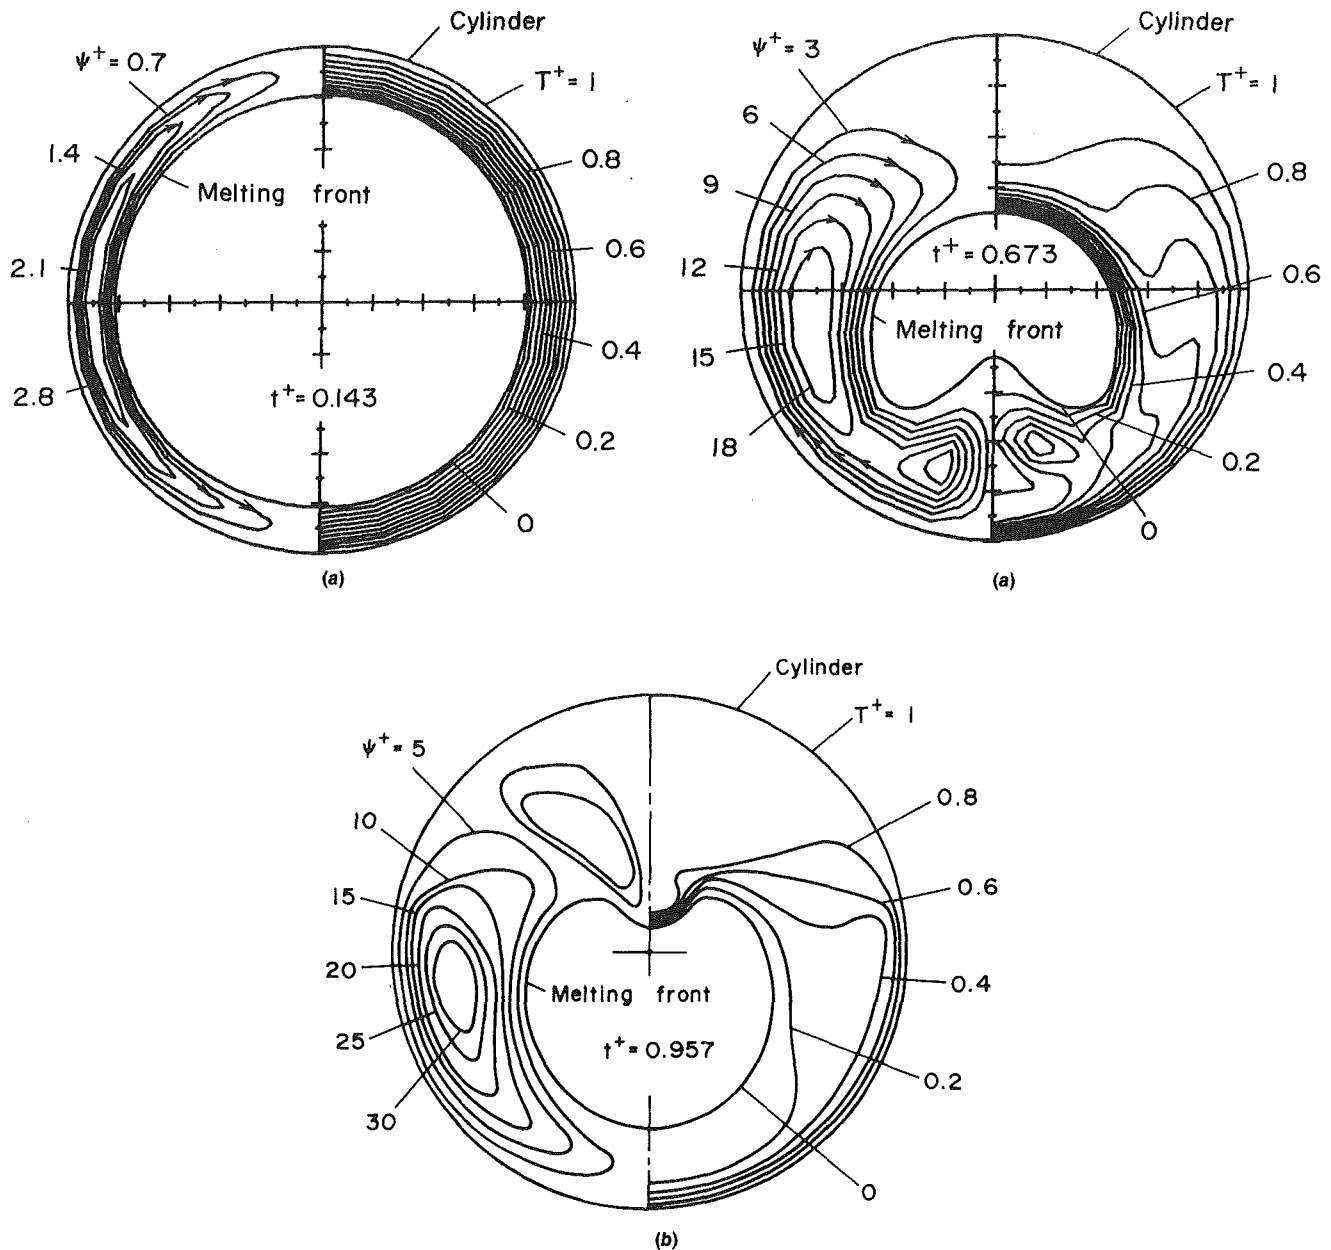 Cylinder
ψ⁺ = 0.7
T⁺ = 1
1.4
0.8
Melting front
0.6
2.1
0.4
2.8
t⁺ = 0.143
0.2
0
(a)
Cylinder
ψ⁺ = 3
T⁺ = 1
6
0.8
9
t⁺ = 0.673
12
0.6
Melting front
15
0.4
18
0.2
0
(a)
Cylinder
T⁺ = 1
ψ⁺ = 5
0.8
10
0.6
15
20
0.4
Melting front
25
t⁺ = 0.957
0.2
30
0
(b)